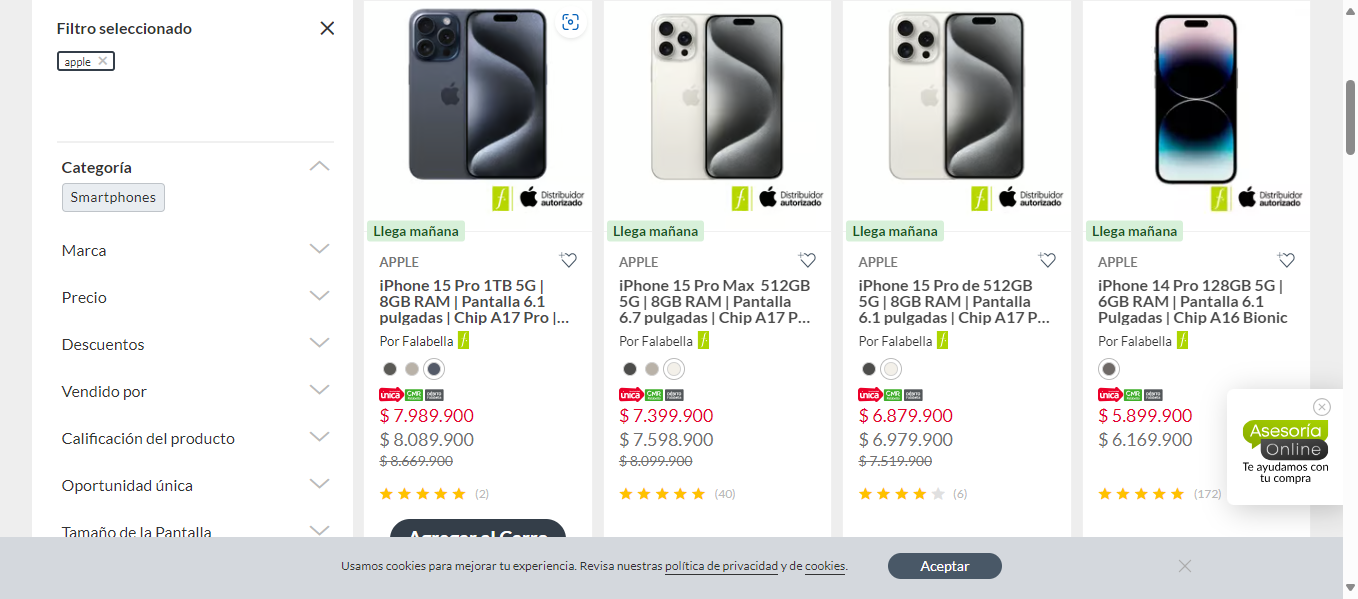 Filtro seleccionado
apple
Categoría
Smartphones
Marca
Precio
Descuentos
Vendido por
Calificación del producto
Oportunidad única
Tamaño de la Pantalla
f. Distribuidor autorizado
Llega mañana
APPLE
iPhone 15 Pro 1TB 5G |
8GB RAM | Pantalla 6.1
pulgadas | Chip A17 Pro |...
Por Falabella f.
única CMR
$ 7.989.900
$ 8.089.900
$ 8.669.900
(2)
Agregar al Carro
f. Distribuidor autorizado
Llega mañana
APPLE
iPhone 15 Pro Max 512GB
5G | 8GB RAM | Pantalla
6.7 pulgadas | Chip A17 P...
Por Falabella f.
única CMR
$ 7.399.900
$ 7.598.900
$ 8.099.900
(40)
f. Distribuidor autorizado
Llega mañana
APPLE
iPhone 15 Pro de 512GB
5G | 8GB RAM | Pantalla
6.1 pulgadas | Chip A17 P...
Por Falabella f.
única CMR
$ 6.879.900
$ 6.979.900
$ 7.519.900
(6)
f. Distribuidor autorizado
Llega mañana
APPLE
iPhone 14 Pro 128GB 5G |
6GB RAM | Pantalla 6.1
Pulgadas | Chip A16 Bionic
Por Falabella f.
única CMR
$ 5.899.900
$ 6.169.900
(172)
Asesoría
Online
Te ayudamos con
tu compra
Usamos cookies para mejorar tu experiencia. Revisa nuestras política de privacidad y de cookies.
Aceptar